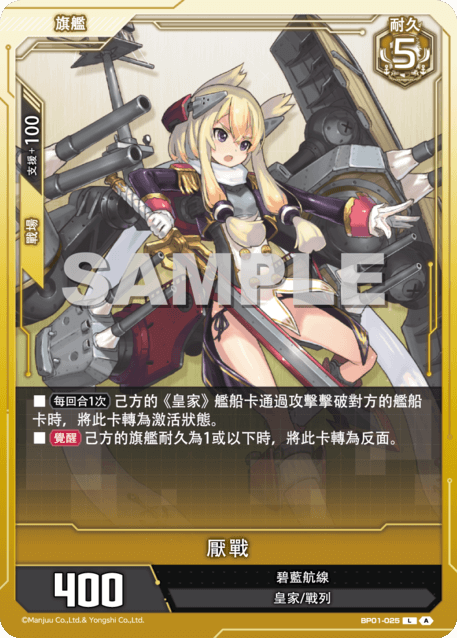 旗艦
耐久
5
支援+100
戰場
SAMPLE
■ 每回合1次 己方的《皇家》艦船卡通過攻擊擊破對方的艦船
卡時，將此卡轉為激活狀態。
■ 覺醒 己方的旗艦耐久為1或以下時，將此卡轉為反面。
厭戰
400
碧藍航線
皇家/戰列
©Manjuu Co.,Ltd.& Yongshi Co.,Ltd.
BP01-025 L A